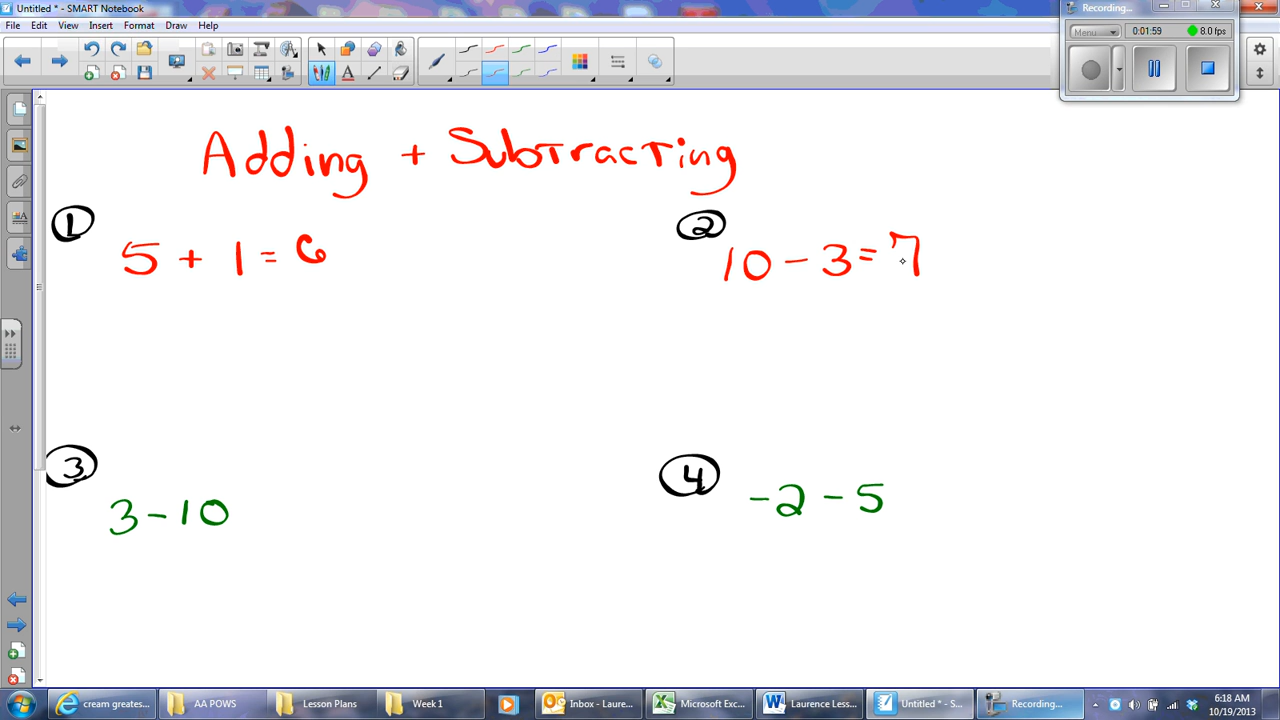 Untitled * - SMART Notebook
Recording...
File Edit View Insert Format Draw Help
Menu
0:01:59
8.0 fps
Adding + Subtracting
1
5 + 1 = 6
2
10 - 3 = 7
3
3 - 10
4
-2 - 5
cream greates...
AA POWS
Lesson Plans
Week 1
Inbox - Laure...
Microsoft Exc...
Laurence Less...
Untitled * - S...
Recording...
6:18 AM
10/19/2013